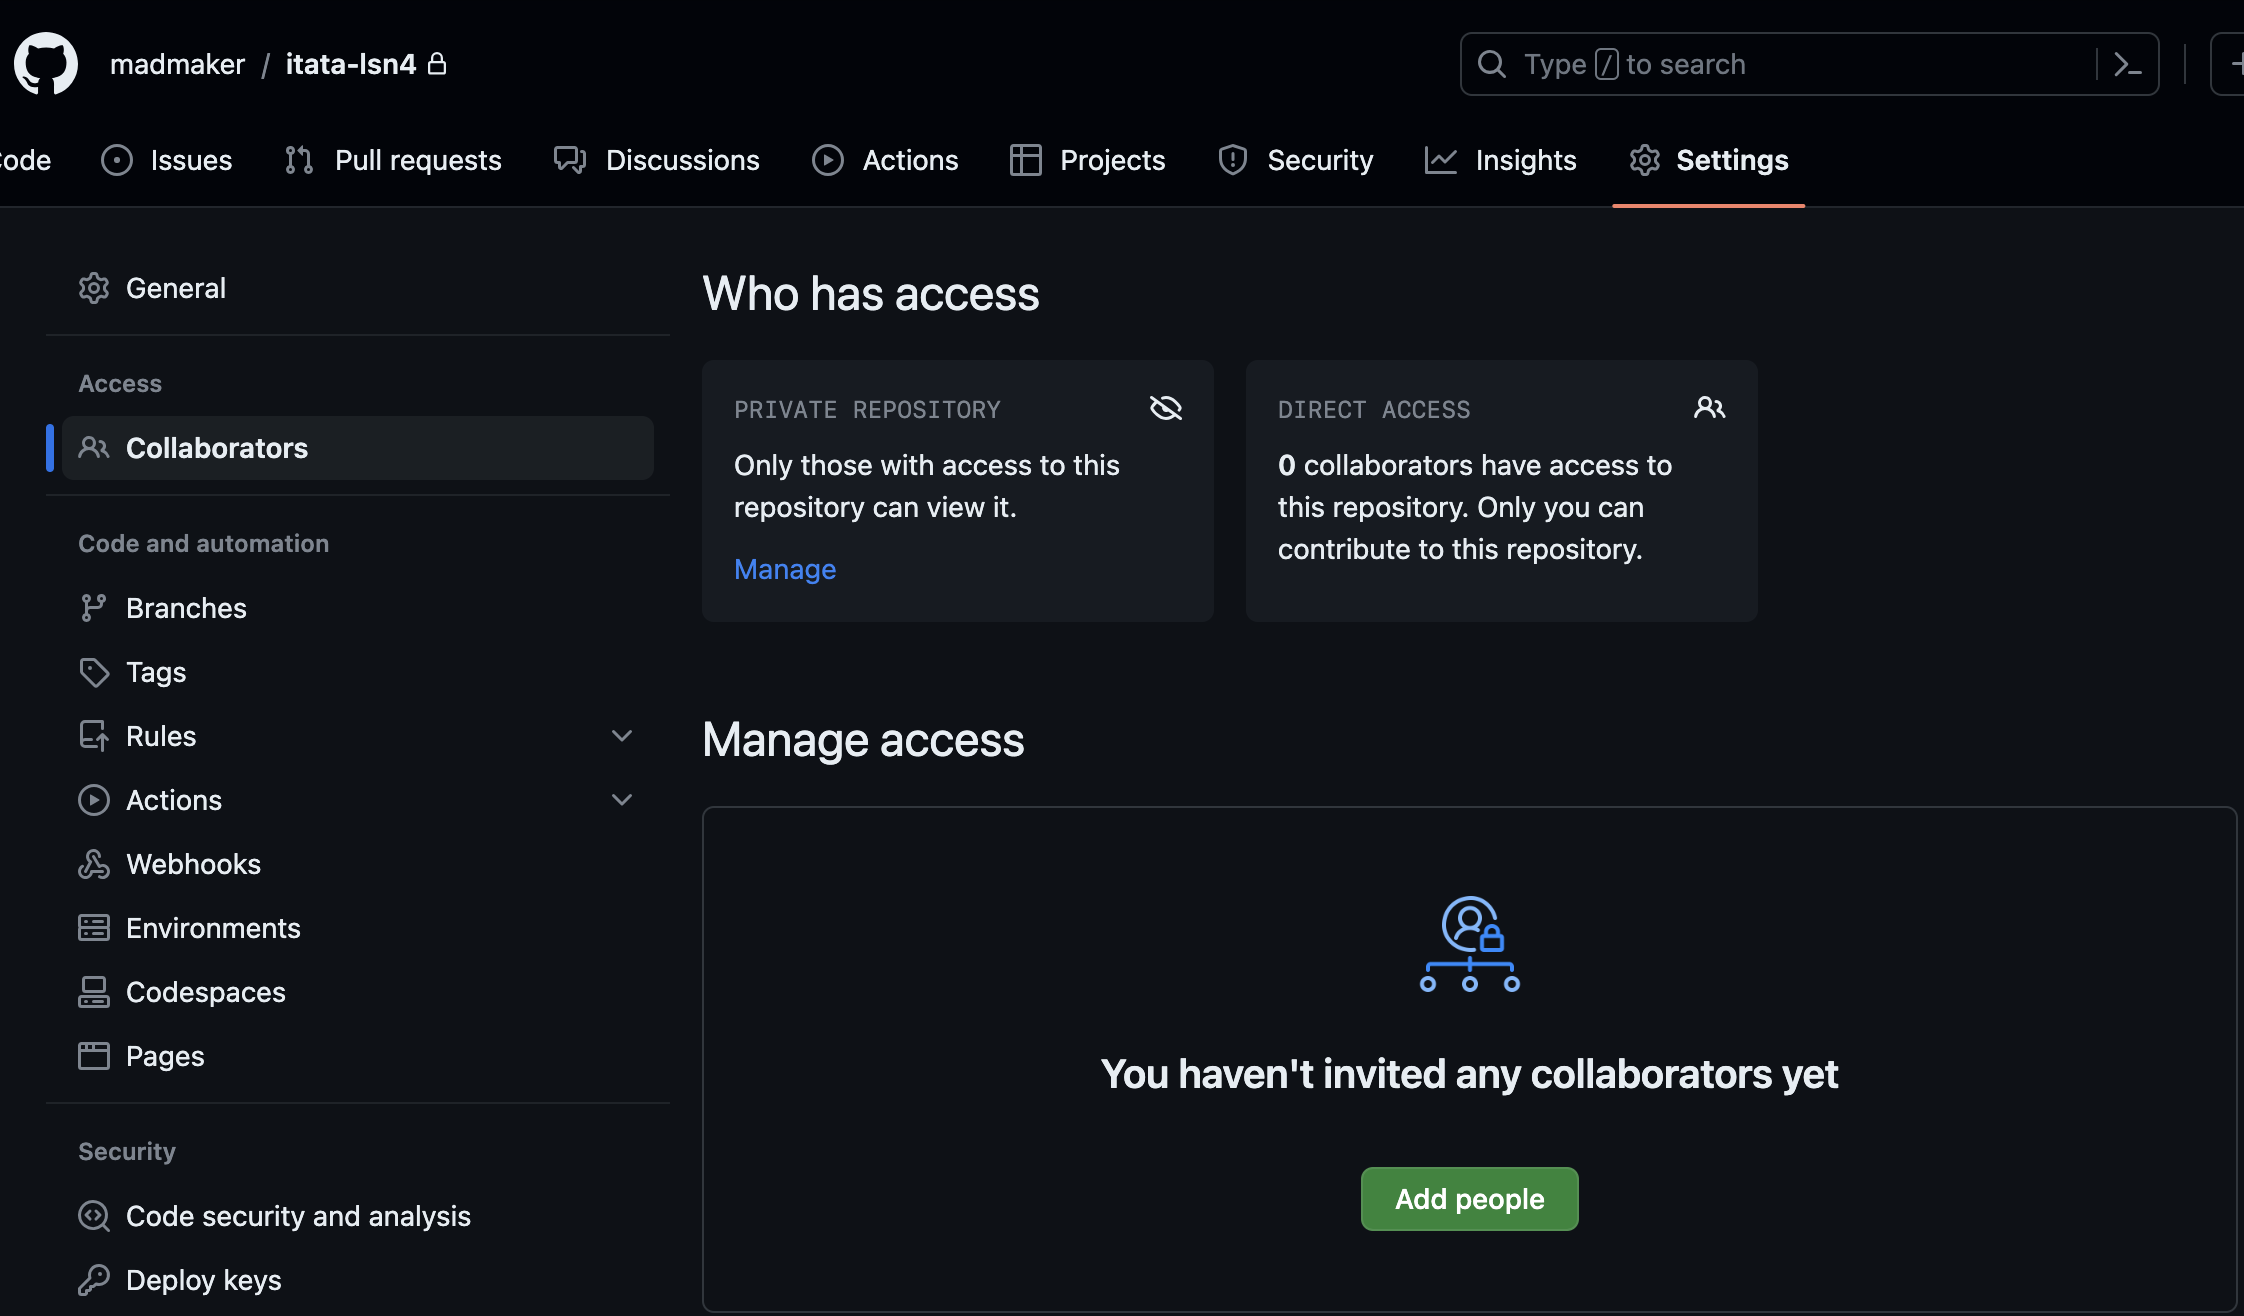 madmaker / itata-lsn4
Type / to search
ode
Issues
Pull requests
Discussions
Actions
Projects
Security
Insights
Settings
General
Access
Collaborators
Code and automation
Branches
Tags
Rules
Actions
Webhooks
Environments
Codespaces
Pages
Security
Code security and analysis
Deploy keys
Who has access
PRIVATE REPOSITORY
Only those with access to this
repository can view it.
Manage
DIRECT ACCESS
0 collaborators have access to
this repository. Only you can
contribute to this repository.
Manage access
You haven't invited any collaborators yet
Add people